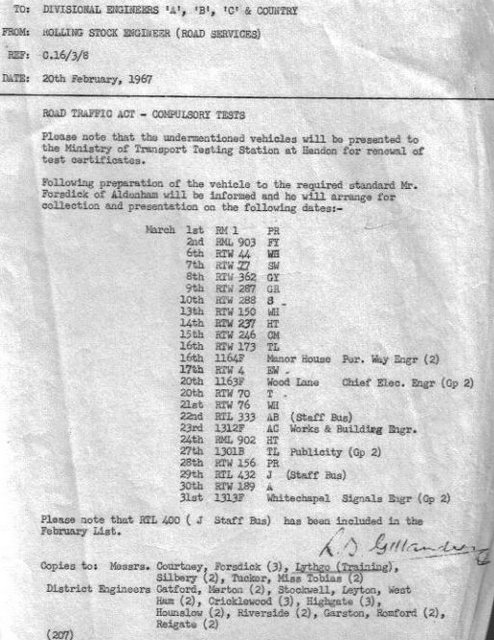 TO: DIVISIONAL ENGINEERS 'A', 'B', 'C' & COUNTRY
FROM: ROLLING STOCK ENGINEER (ROAD SERVICES)
REF: C.16/3/8
DATE: 20th February, 1967
ROAD TRAFFIC ACT - COMPULSORY TESTS
Please note that the undermentioned vehicles will be presented to
the Ministry of Transport Testing Station at Hendon for renewal of
test certificates.
Following preparation of the vehicle to the required standard Mr.
Forsdick of Aldenham will be informed and he will arrange for
collection and presentation on the following dates:-
March 1st RM 1 PR
2nd RML 903 FY
6th RTW 44 WH
7th RTW 27 SW
8th RTW 362 GY
9th RTW 287 GR
10th RTW 288 S
13th RTW 150 WH
14th RTW 237 HT
15th RTW 246 CM
16th RTW 173 TL
16th 1164F Manor House Per. Way Engr (2)
17th RTW 4 EW
20th 1163F Wood Lane Chief Elec. Engr (Gp 2)
20th RTW 70 T
21st RTW 76 WH
22nd RTL 333 AB (Staff Bus)
23rd 1312F AC Works & Building Engr.
24th RML 902 HT
27th 1301B TL Publicity (Gp 2)
28th RTW 156 PR
29th RTL 432 J (Staff Bus)
30th RTW 189 A
31st 1313F Whitechapel Signals Engr (Gp 2)
Please note that RTL 400 ( J Staff Bus) has been included in the
February List.
Copies to: Messrs. Courtney, Forsdick (3), Lythgo (Training),
Silbery (2), Tucker, Miss Tobias (2)
District Engineers Catford, Merton (2), Stockwell, Leyton, West
Ham (2), Cricklewood (3), Highgate (3),
Hounslow (2), Riverside (2), Garston, Romford (2),
Reigate (2)
(207)